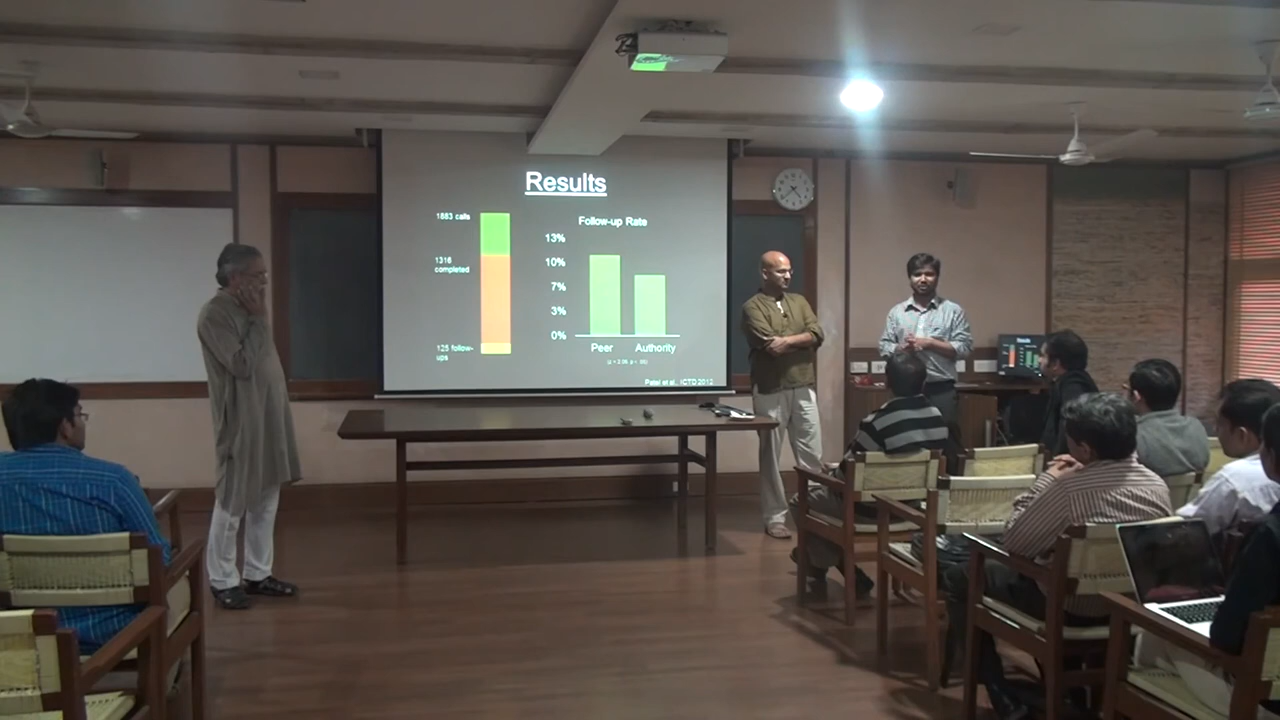 Results
1883 calls
1316
completed
125 follow-
ups
Follow-up Rate
13%
10%
7%
3%
0%
Peer Authority
Patel et al., ICTD 2012
Results